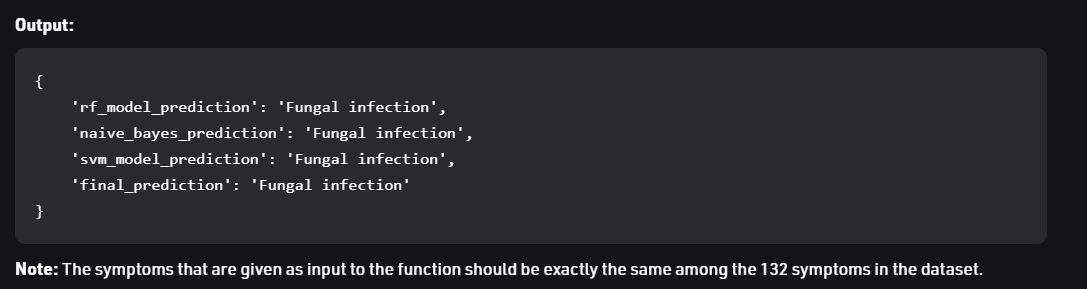 Output:
{
    'rf_model_prediction': 'Fungal infection',
    'naive_bayes_prediction': 'Fungal infection',
    'svm_model_prediction': 'Fungal infection',
    'final_prediction': 'Fungal infection'
}
Note: The symptoms that are given as input to the function should be exactly the same among the 132 symptoms in the dataset.